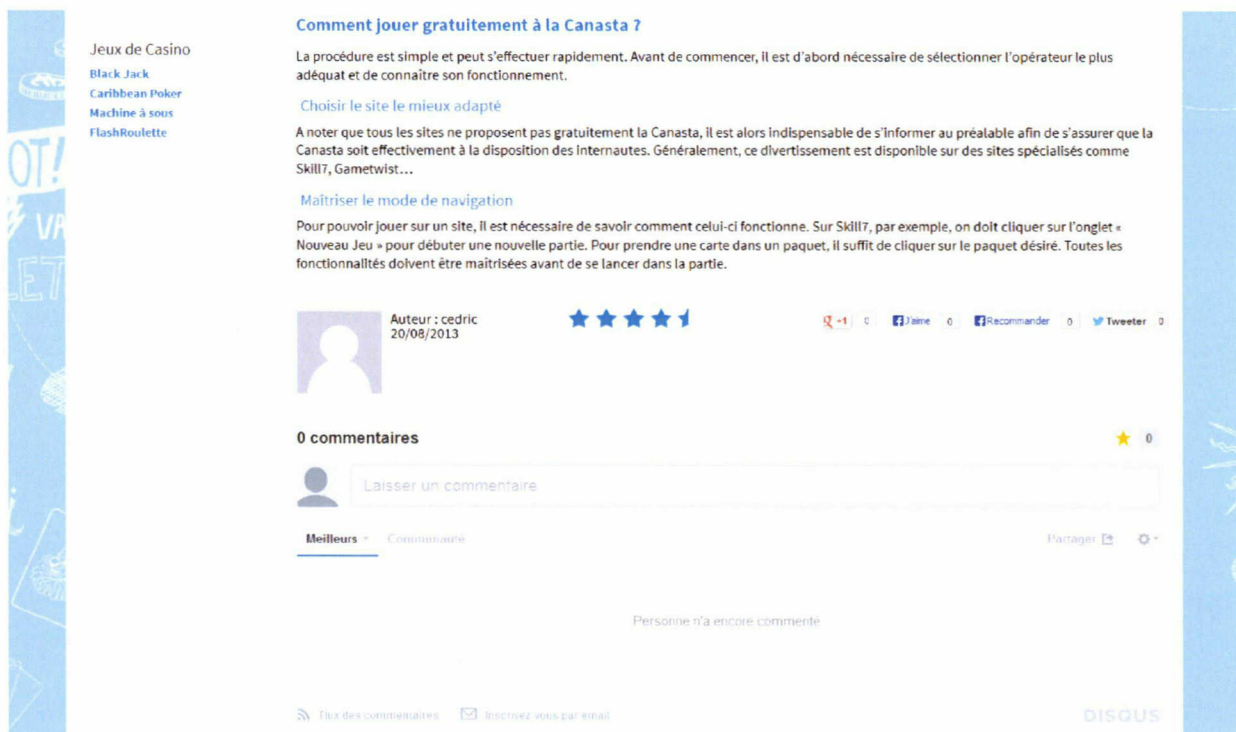 Jeux de Casino
Black Jack
Caribbean Poker
Machine à sous
FlashRoulette
OT!
VA
LET
Comment jouer gratuitement à la Canasta ?
La procédure est simple et peut s'effectuer rapidement. Avant de commencer, il est d'abord nécessaire de sélectionner l'opérateur le plus
adéquat et de connaître son fonctionnement.
Choisir le site le mieux adapté
A noter que tous les sites ne proposent pas gratuitement la Canasta, il est alors indispensable de s'informer au préalable afin de s'assurer que la
Canasta soit effectivement à la disposition des internautes. Généralement, ce divertissement est disponible sur des sites spécialisés comme
Skill7, Gametwist…
Maîtriser le mode de navigation
Pour pouvoir jouer sur un site, il est nécessaire de savoir comment celui-ci fonctionne. Sur Skill7, par exemple, on doit cliquer sur l'onglet «
Nouveau Jeu » pour débuter une nouvelle partie. Pour prendre une carte dans un paquet, il suffit de cliquer sur le paquet désiré. Toutes les
fonctionnalités doivent être maîtrisées avant de se lancer dans la partie.
Auteur : cedric
20/08/2013
g +1 0 J'aime 0 Recommander 0 Tweeter 0
0 commentaires
0
Laisser un commentaire
Meilleurs Communauté Partager
Personne n'a encore commenté
Flux des commentaires Inscrivez vous par email DISQUS